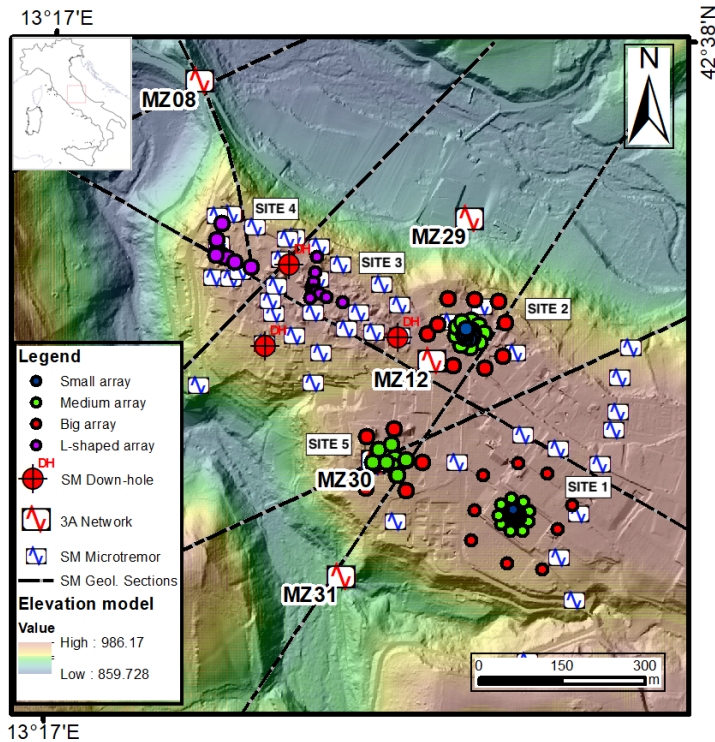 13°17'E
42°38'N
N
MZ08
SITE 4
MZ29
DH
SITE 3
SITE 2
DH
DH
MZ12
Legend
Small array
Medium array
Big array
L-shaped array
DH
SM Down-hole
3A Network
SM Microtremor
SM Geol. Sections
Elevation model
Value
High : 986.17
Low : 859.728
SITE 5
MZ30
SITE 1
MZ31
0 150 300
m
13°17'E